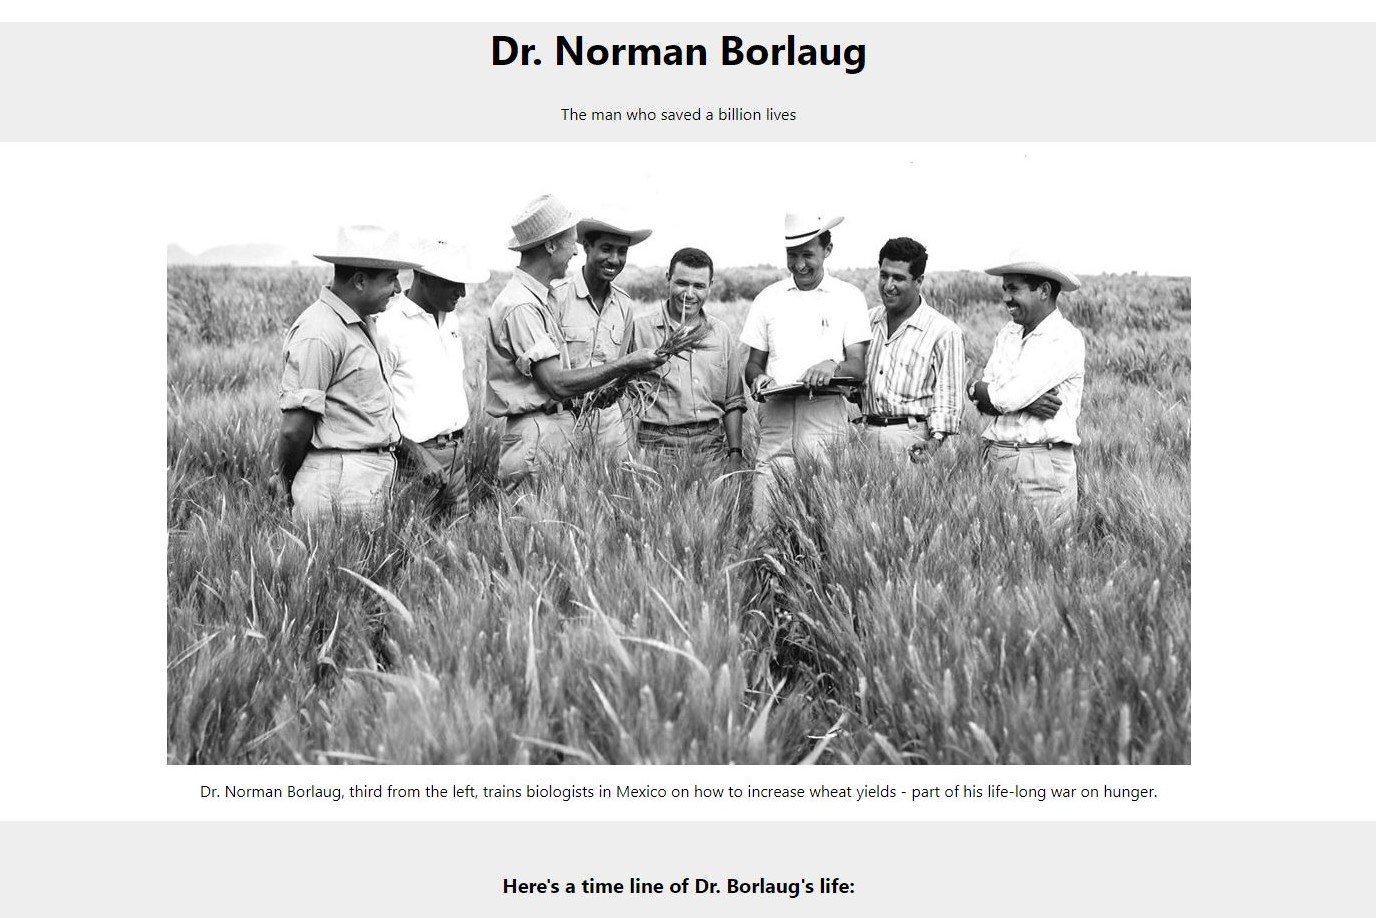 Dr. Norman Borlaug
The man who saved a billion lives
Dr. Norman Borlaug, third from the left, trains biologists in Mexico on how to increase wheat yields - part of his life-long war on hunger.
Here's a time line of Dr. Borlaug's life: